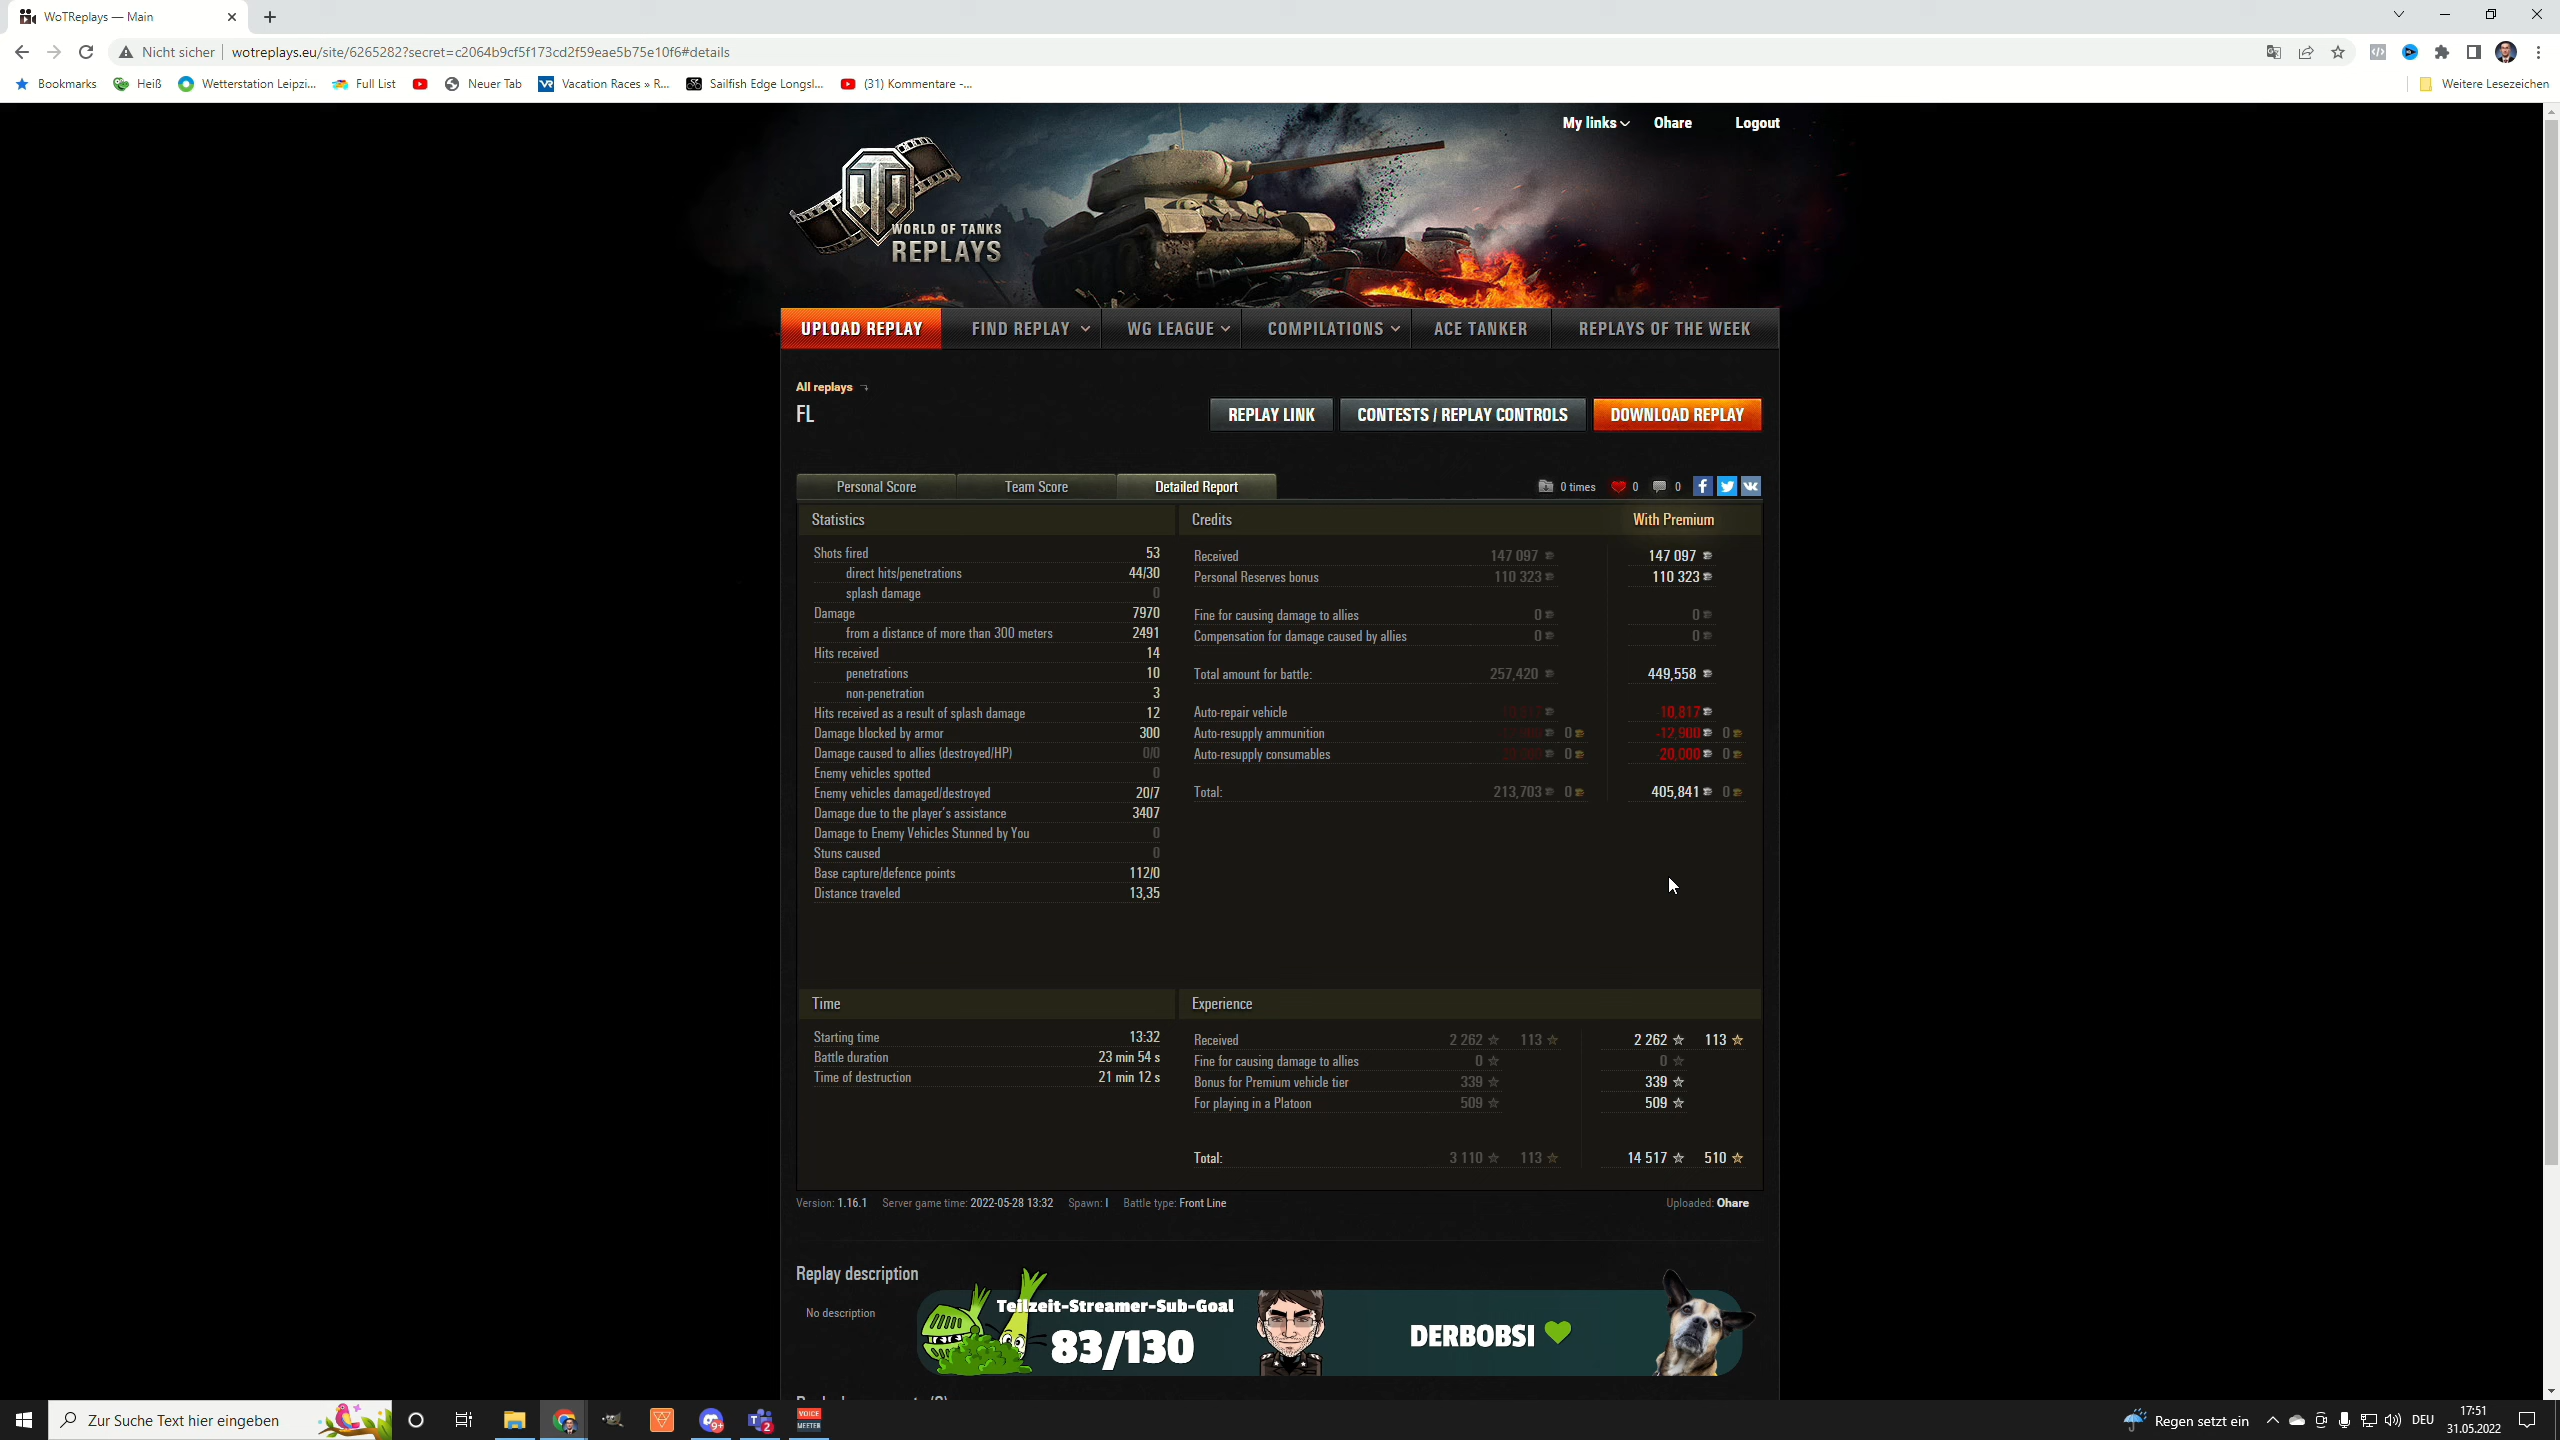 WoTReplays — Main
Nicht sicher
wotreplays.eu/site/6265282?secret=c2064b9cf5f173cd2f59eae5b75e10f6#details
Bookmarks Heiß Wetterstation Leipzi... Full List Neuer Tab Vacation Races » R... Sailfish Edge Longsl... (31) Kommentare -... Weitere Lesezeichen
My links Ohare Logout
WORLD OF TANKS
REPLAYS
UPLOAD REPLAY FIND REPLAY WG LEAGUE COMPILATIONS ACE TANKER REPLAYS OF THE WEEK
All replays
FL
REPLAY LINK CONTESTS / REPLAY CONTROLS DOWNLOAD REPLAY
Personal Score Team Score Detailed Report 0 times 0 0
Statistics
Shots fired 53
direct hits/penetrations 44/30
splash damage 0
Damage 7970
from a distance of more than 300 meters 2491
Hits received 14
penetrations 10
non-penetration 3
Hits received as a result of splash damage 12
Damage blocked by armor 300
Damage caused to allies (destroyed/HP) 0/0
Enemy vehicles spotted 0
Enemy vehicles damaged/destroyed 20/7
Damage due to the player's assistance 3407
Damage to Enemy Vehicles Stunned by You 0
Stuns caused 0
Base capture/defence points 112/0
Distance traveled 13,35
Credits With Premium
Received 147 097 147 097
Personal Reserves bonus 110 323 110 323
Fine for causing damage to allies 0 0
Compensation for damage caused by allies 0 0
Total amount for battle: 257,420 449,558
Auto-repair vehicle -10,817
Auto-resupply ammunition 0 -12,900 0
Auto-resupply consumables 0 -20,000 0
Total: 213,703 0 405,841 0
Time
Starting time 13:32
Battle duration 23 min 54 s
Time of destruction 21 min 12 s
Experience
Received 2 262 113 2 262 113
Fine for causing damage to allies 0 0
Bonus for Premium vehicle tier 339 339
For playing in a Platoon 509 509
Total: 3 110 113 14 517 510
Version: 1.16.1 Server game time: 2022-05-28 13:32 Spawn: I Battle type: Front Line Uploaded: Ohare
Replay description
No description
Teilzeit-Streamer-Sub-Goal
83/130
DERBOBSI
Zur Suche Text hier eingeben
9+
2
VOICE
MEETER
Regen setzt ein
DEU
17:51
31.05.2022